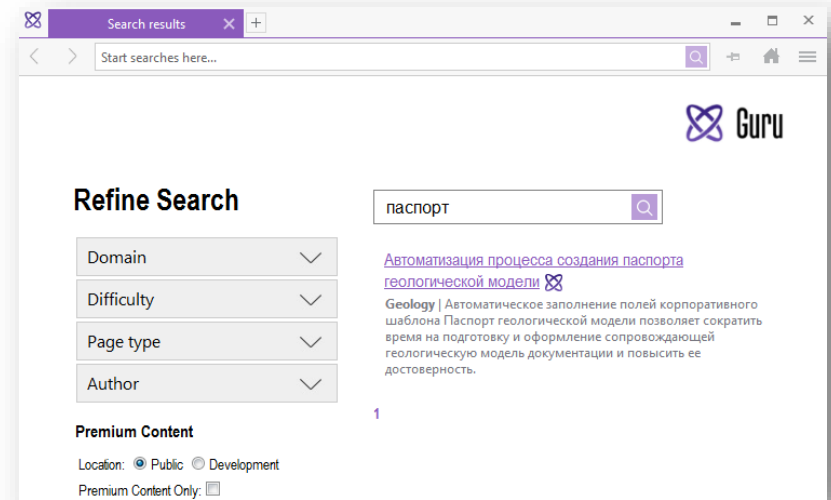 Search results
Start searches here...
Guru
Refine Search
паспорт
Domain
Difficulty
Page type
Author
Автоматизация процесса создания паспорта
геологической модели
Geology | Автоматическое заполнение полей корпоративного
шаблона Паспорт геологической модели позволяет сократить
время на подготовку и оформление сопровождающей
геологическую модель документации и повысить ее
достоверность.
1
Premium Content
Location: Public Development
Premium Content Only: